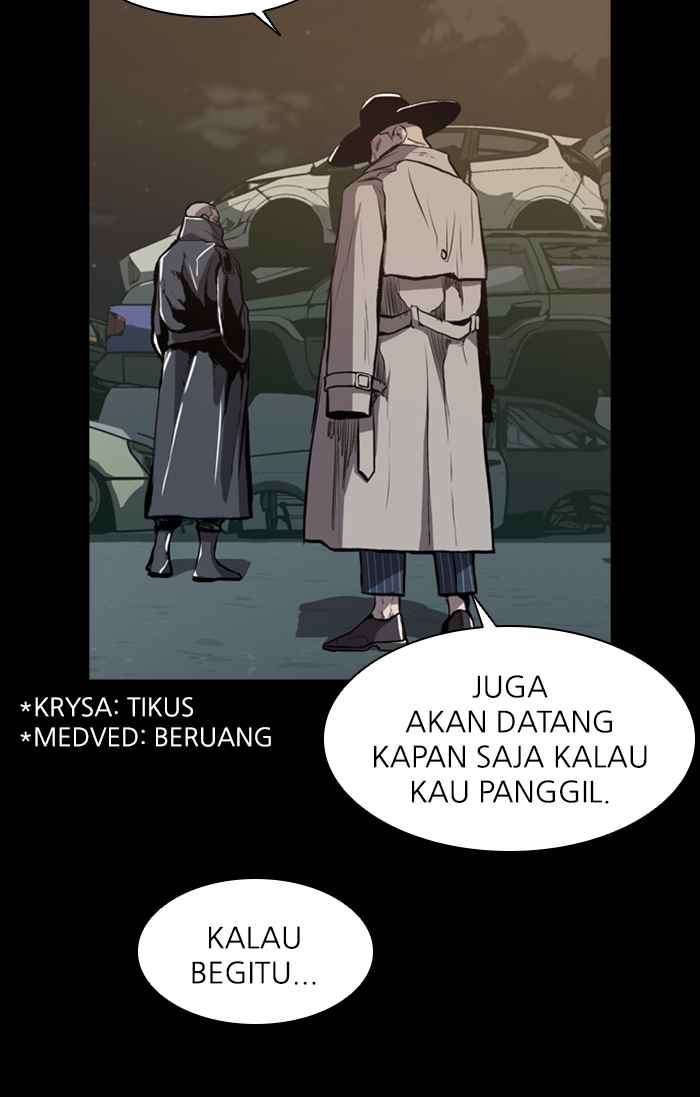 *KRYSA: TIKUS
*MEDVED: BERUANG
JUGA
AKAN DATANG
KAPAN SAJA KALAU
KAU PANGGIL.
KALAU
BEGITU...